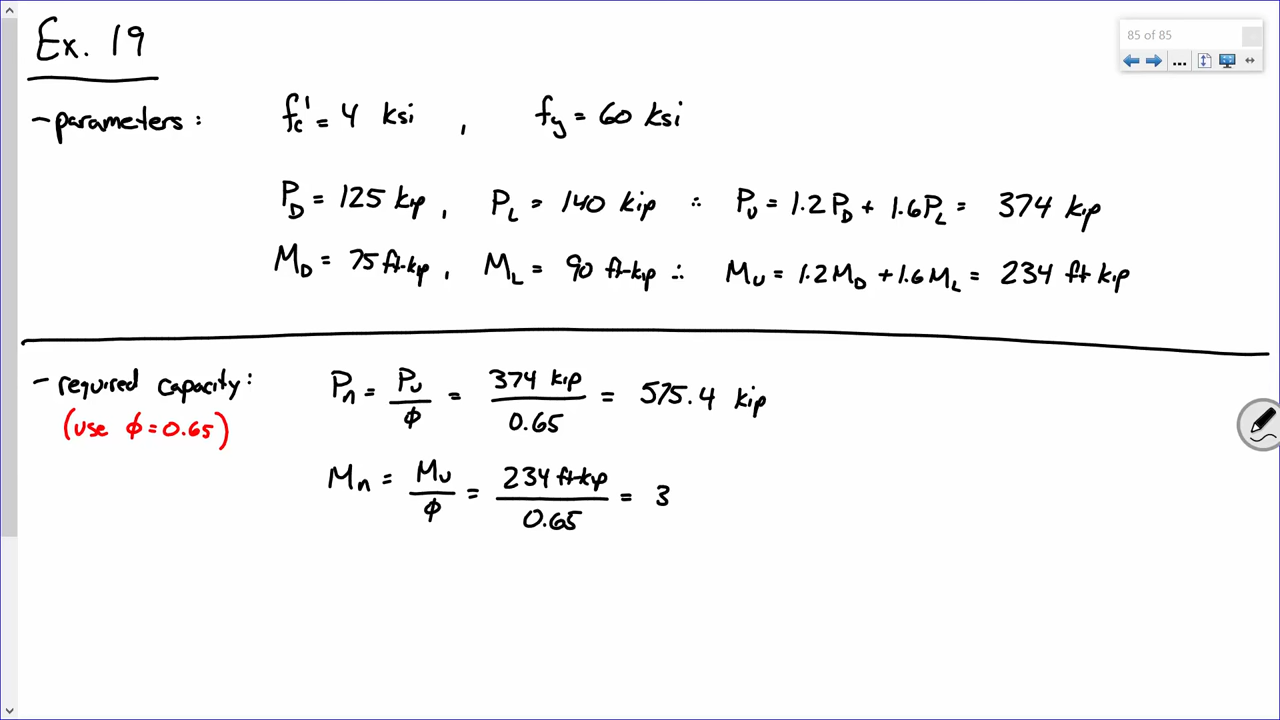 Ex. 19
85 of 85
- parameters: fc' = 4 ksi , fy = 60 ksi
PD = 125 kip, PL = 140 kip ∴ PU = 1.2PD + 1.6PL = 374 kip
MD = 75 ft-kip, ML = 90 ft-kip ∴ MU = 1.2MD + 1.6ML = 234 ft kip
- required capacity: Pn = PU/ϕ = 374 kip/0.65 = 575.4 kip
(use ϕ = 0.65)
Mn = MU/ϕ = 234 ft-kip/0.65 = 3